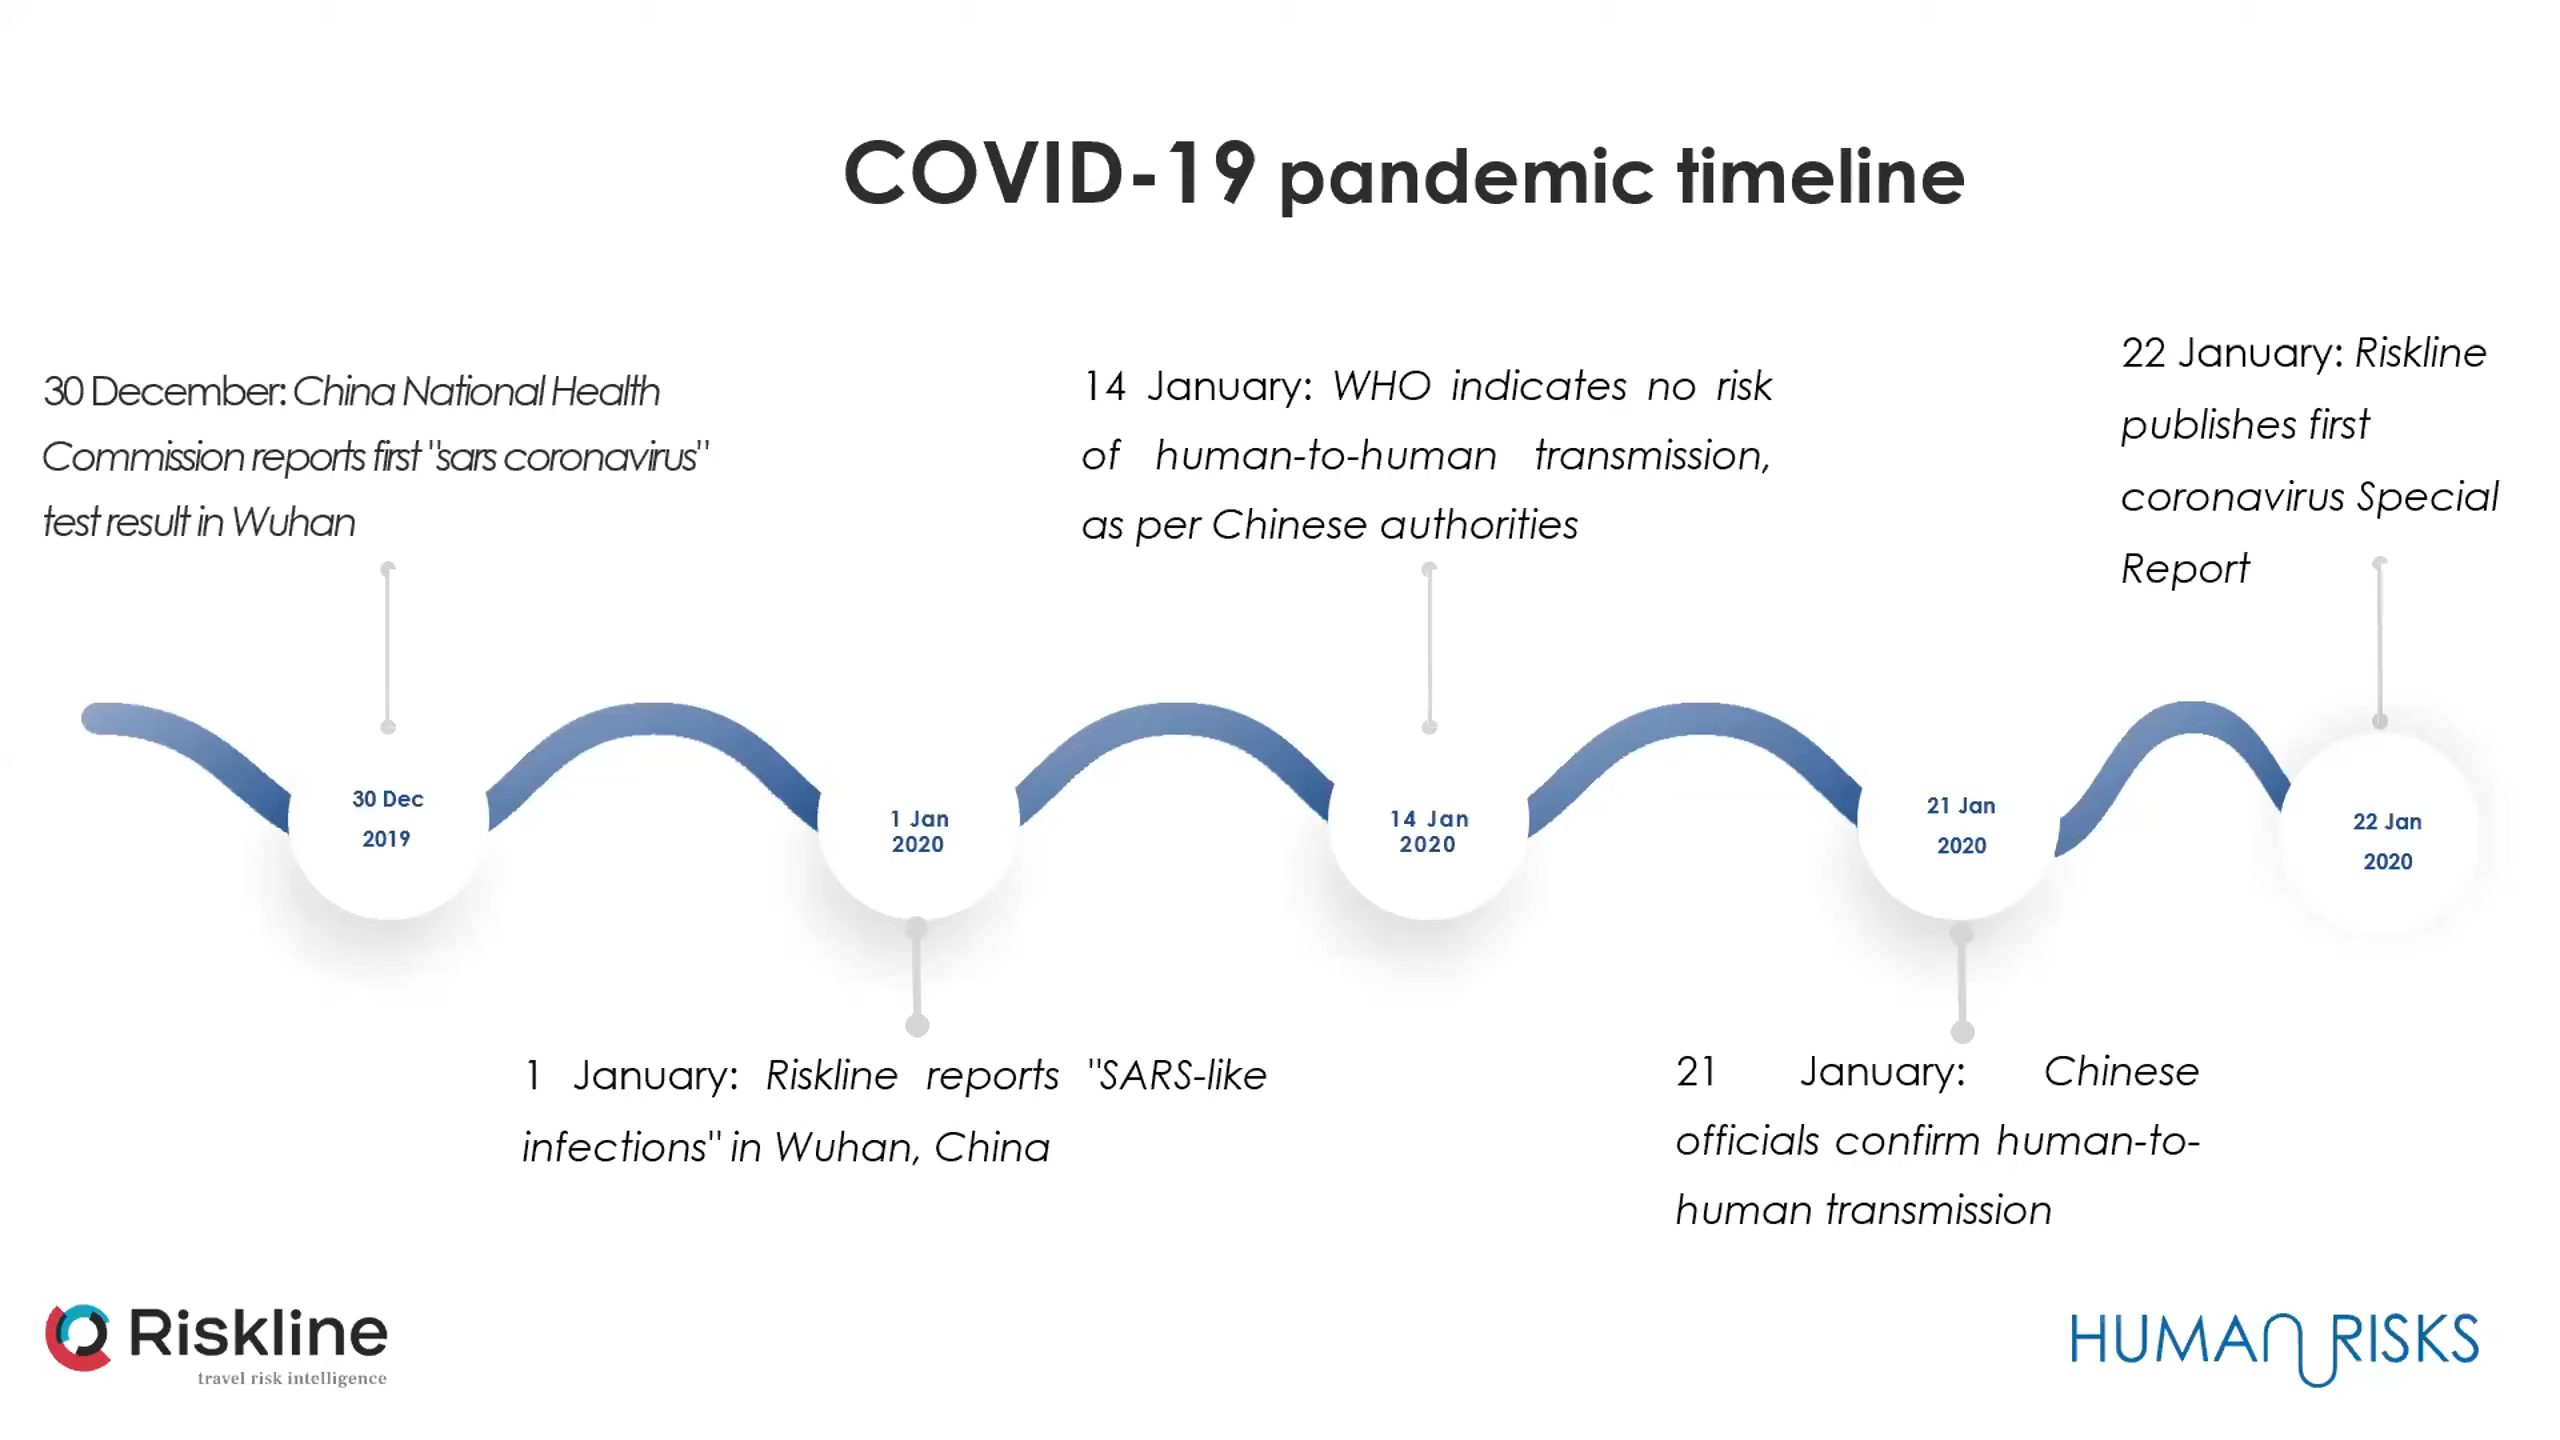 COVID-19 pandemic timeline
30 December: China National Health
Commission reports first "sars coronavirus"
test result in Wuhan
14 January: WHO indicates no risk
of human-to-human transmission,
as per Chinese authorities
22 January: Riskline
publishes first
coronavirus Special
Report
30 Dec
2019
1 Jan
2020
14 Jan
2020
21 Jan
2020
22 Jan
2020
1 January: Riskline reports "SARS-like
infections" in Wuhan, China
21 January: Chinese
officials confirm human-to-
human transmission
Riskline
travel risk intelligence
HUMAN RISKS